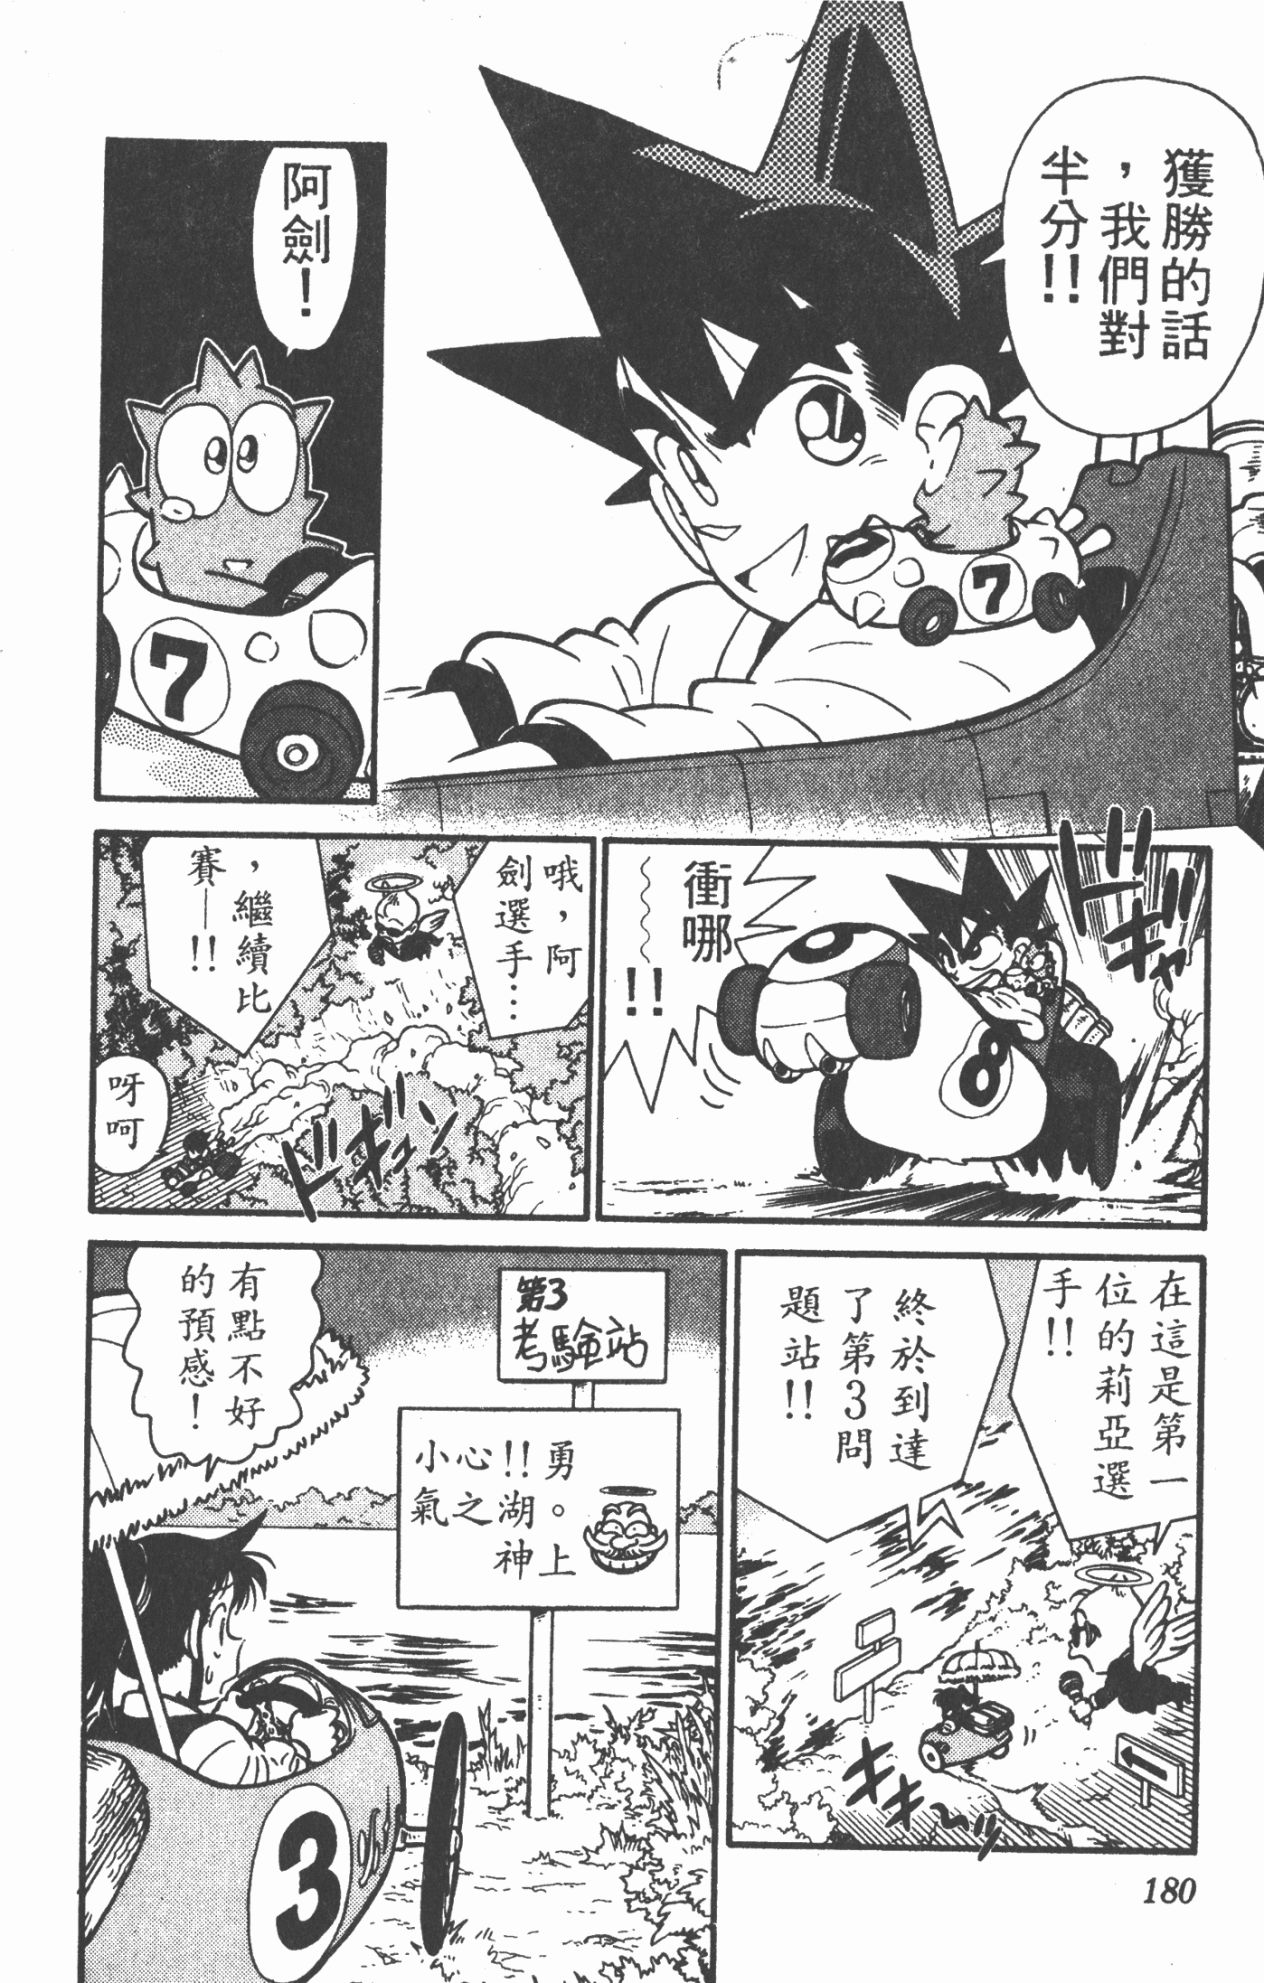 獲勝的話
，我們對
半分!!
7
阿劍！
7
衝哪
～～!!
ドギャ
8
8
哦，阿
劍選手…
，繼續比
賽—!!
呀呵
ドギュン
在這是第一
位的莉亞選
手!!
終於到達
了第3問
題站!!
キキ～ッ
第3
考驗站
小心!!勇
氣之湖。
神上
有點不好
的預感！
3
180